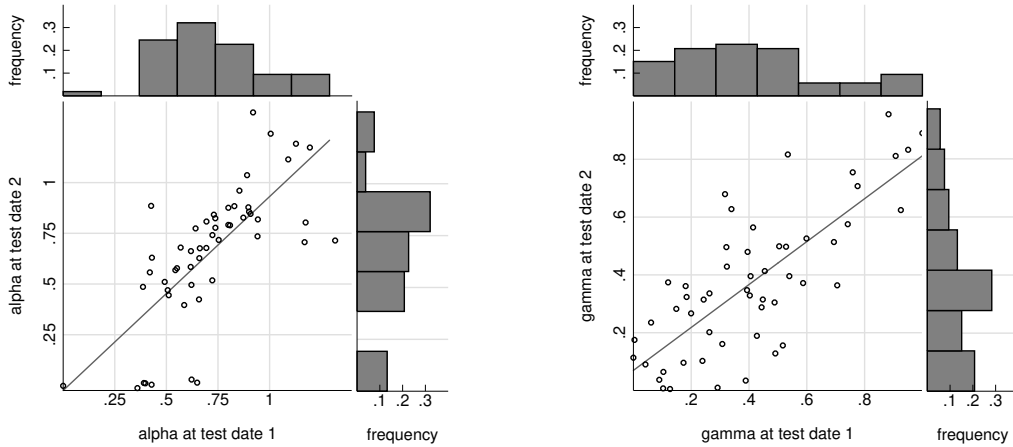 frequency
.3
.2
.1
alpha at test date 2
1
.75
.5
.25
.25 .5 .75 1
alpha at test date 1
.1 .2 .3
frequency
frequency
.3
.2
.1
gamma at test date 2
.8
.6
.4
.2
.2 .4 .6 .8
gamma at test date 1
.1 .2 .3
frequency